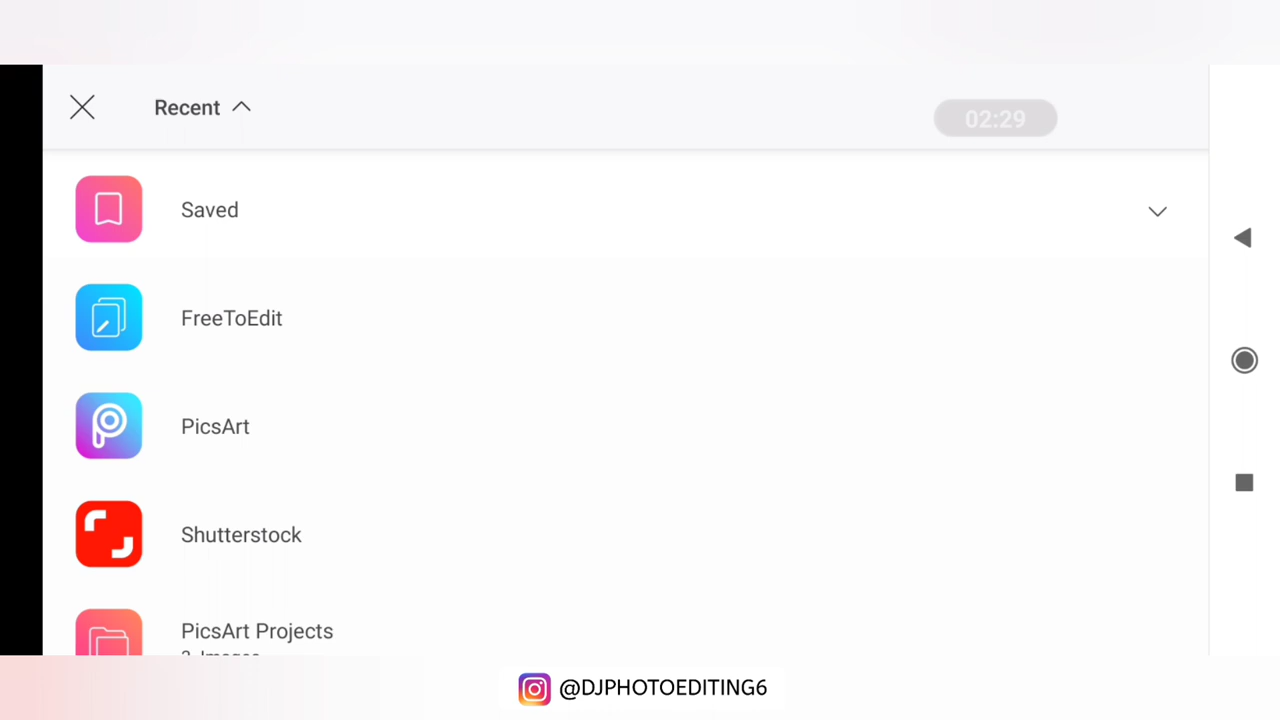 Recent
02:29
Saved
FreeToEdit
PicsArt
Shutterstock
PicsArt Projects
@DJPHOTOEDITING6